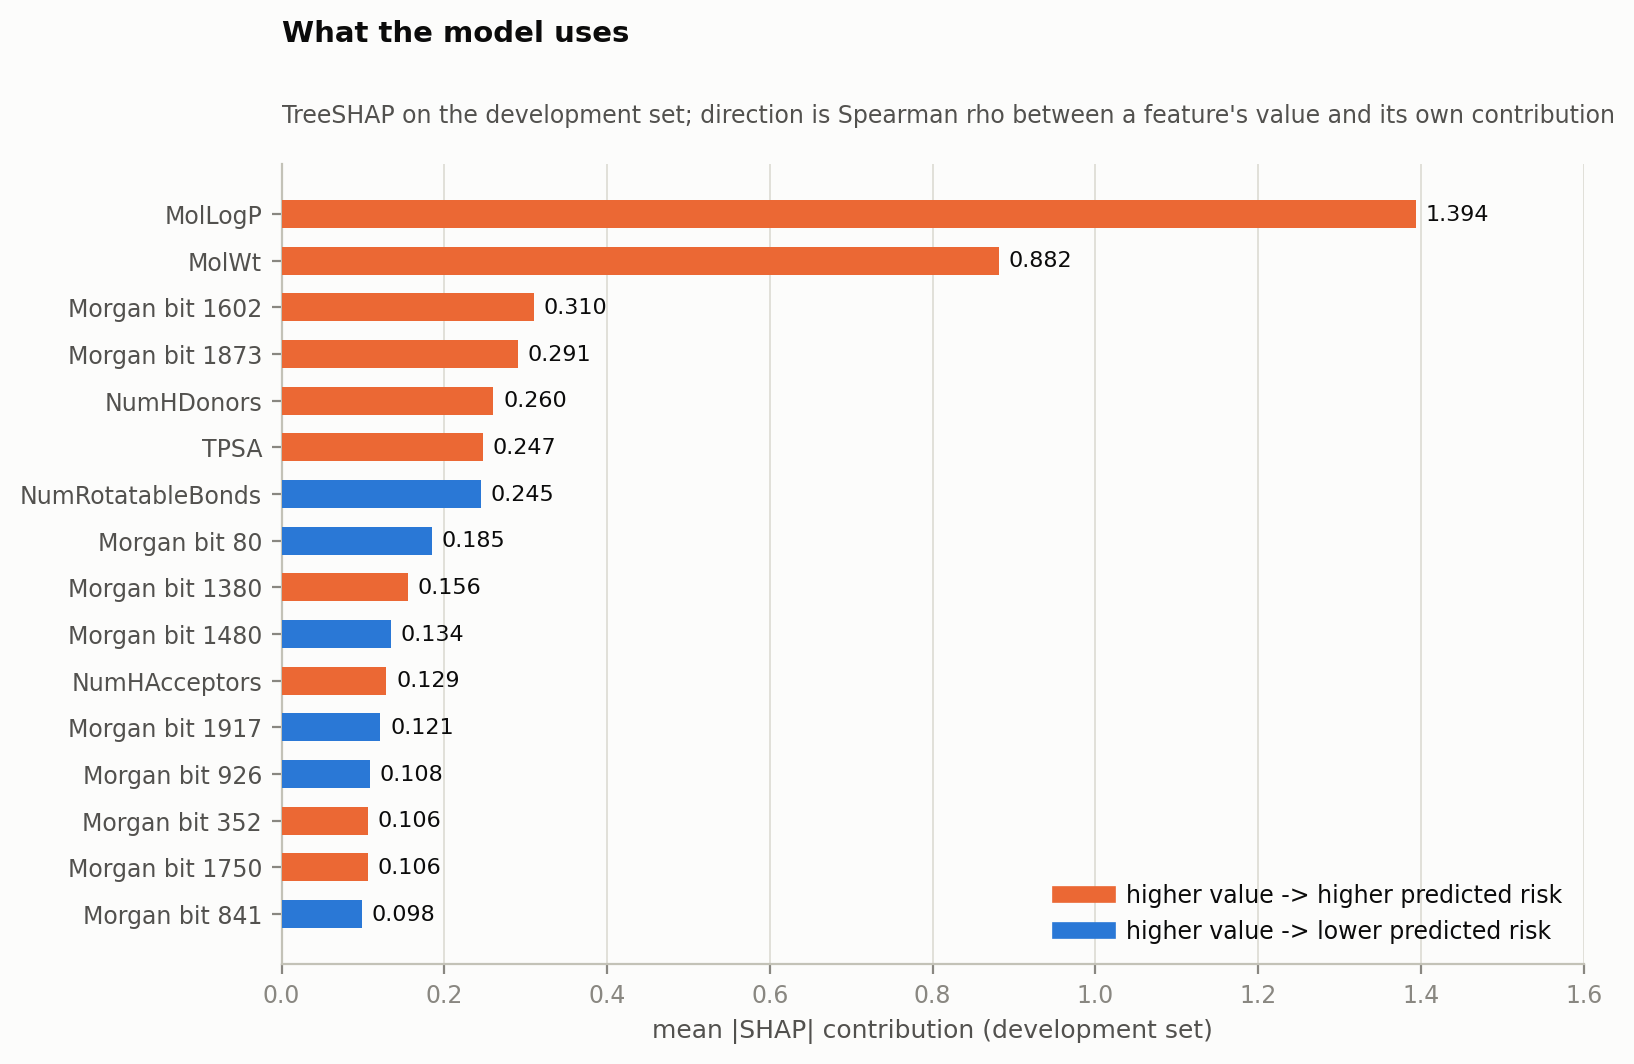 What the model uses
TreeSHAP on the development set; direction is Spearman rho between a feature's value and its own contribution
MolLogP 1.394
MolWt 0.882
Morgan bit 1602 0.310
Morgan bit 1873 0.291
NumHDonors 0.260
TPSA 0.247
NumRotatableBonds 0.245
Morgan bit 80 0.185
Morgan bit 1380 0.156
Morgan bit 1480 0.134
NumHAcceptors 0.129
Morgan bit 1917 0.121
Morgan bit 926 0.108
Morgan bit 352 0.106
Morgan bit 1750 0.106
Morgan bit 841 0.098
higher value -> higher predicted risk
higher value -> lower predicted risk
0.0 0.2 0.4 0.6 0.8 1.0 1.2 1.4 1.6
mean |SHAP| contribution (development set)